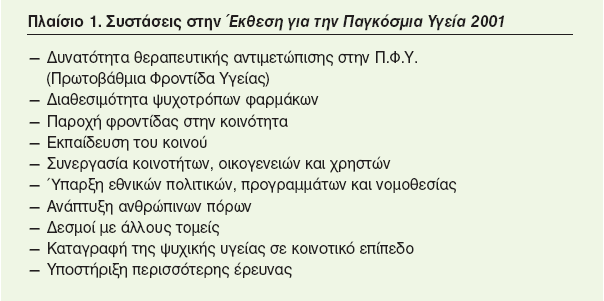 Πλαίσιο 1. Συστάσεις στην Έκθεση για την Παγκόσμια Υγεία 2001
– Δυνατότητα θεραπευτικής αντιμετώπισης στην Π.Φ.Υ.
(Πρωτοβάθμια Φροντίδα Υγείας)
– Διαθεσιμότητα ψυχοτρόπων φαρμάκων
– Παροχή φροντίδας στην κοινότητα
– Εκπαίδευση του κοινού
– Συνεργασία κοινοτήτων, οικογενειών και χρηστών
– Ύπαρξη εθνικών πολιτικών, προγραμμάτων και νομοθεσίας
– Ανάπτυξη ανθρώπινων πόρων
– Δεσμοί με άλλους τομείς
– Καταγραφή της ψυχικής υγείας σε κοινοτικό επίπεδο
– Υποστήριξη περισσότερης έρευνας